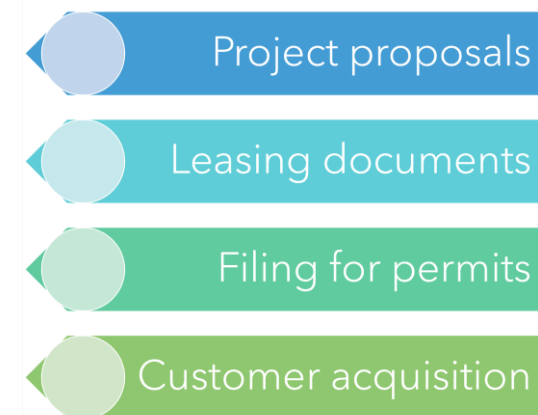 Project proposals
Leasing documents
Filing for permits
Customer acquisition